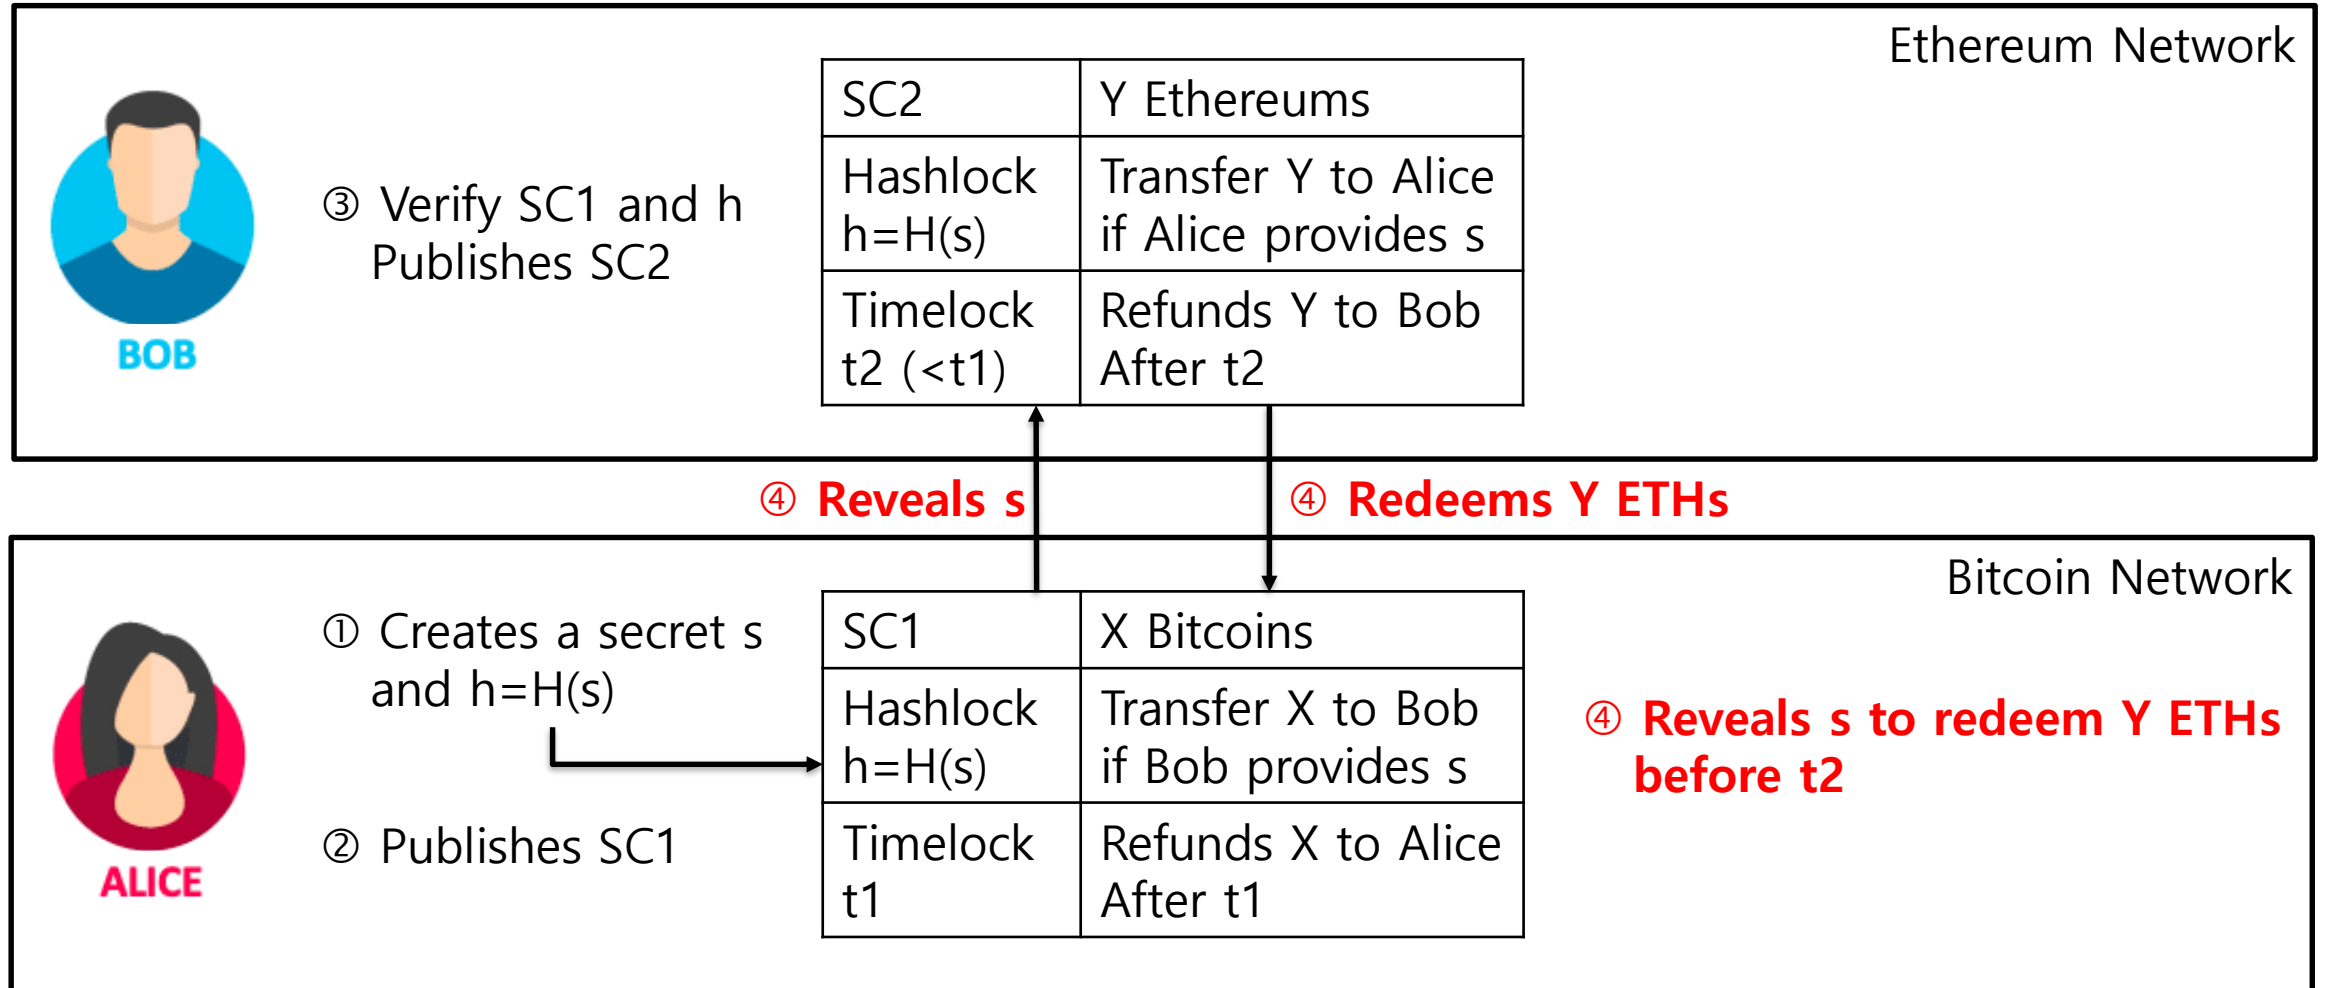 Ethereum Network
SC2
Y Ethereums
③ Verify SC1 and h
Publishes SC2
Hashlock
h=H(s)
Transfer Y to Alice
if Alice provides s
Timelock
t2 (<t1)
Refunds Y to Bob
After t2
BOB
④ Reveals s
④ Redeems Y ETHs
Bitcoin Network
① Creates a secret s
and h=H(s)
SC1
X Bitcoins
Hashlock
h=H(s)
Transfer X to Bob
if Bob provides s
④ Reveals s to redeem Y ETHs
before t2
② Publishes SC1
Timelock
t1
Refunds X to Alice
After t1
ALICE